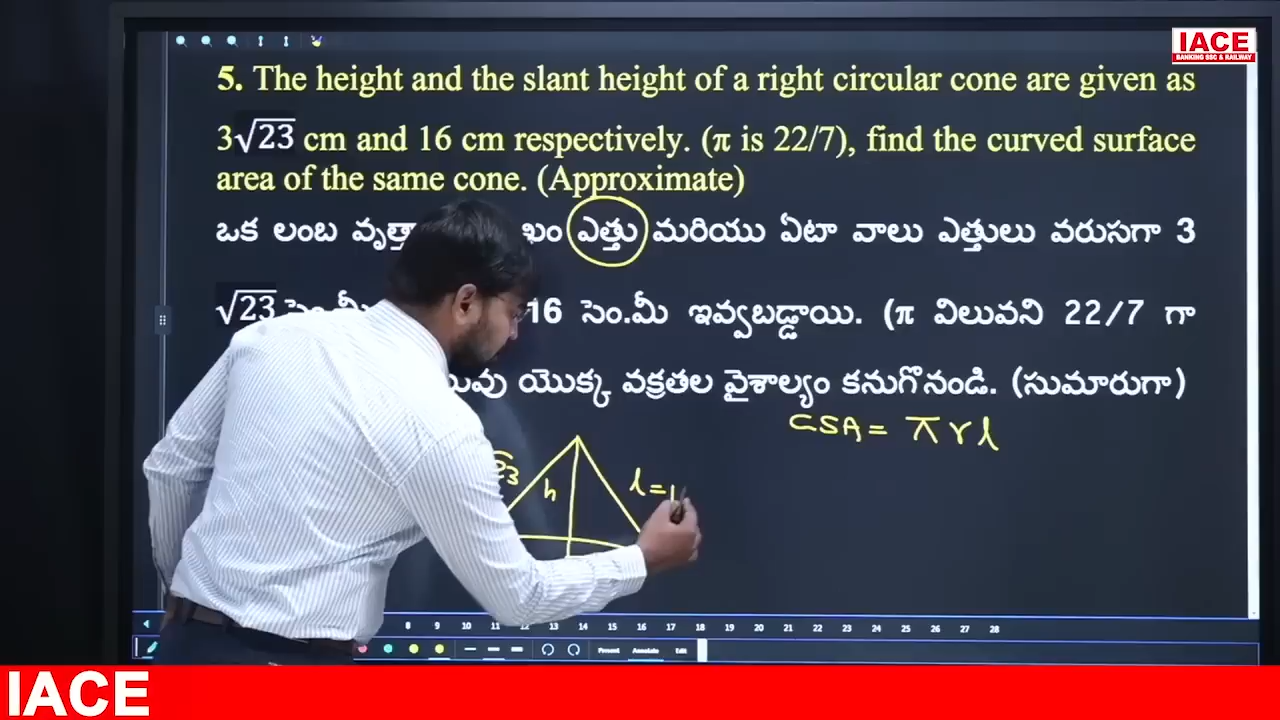 IACE
BANKING SSC & RAILWAY
5. The height and the slant height of a right circular cone are given as
3√23 cm and 16 cm respectively. (π is 22/7), find the curved surface
area of the same cone. (Approximate)
ఒక లంబ ఎత్తు మరియు ఏటా వాలు ఎత్తులు వరుసగా 3
√23 16 సెం.మీ ఇవ్వబడ్డాయి. (π విలువని 22/7 గా
యొక్క వక్రతల వైశాల్యం కనుగొనండి. (సుమారుగా)
CSA = π r l
h l =
8 9 10 11 12 13 14 15 16 17 18 19 20 21 22 23 24 25 26 27 28
Present Annotate Edit
IACE